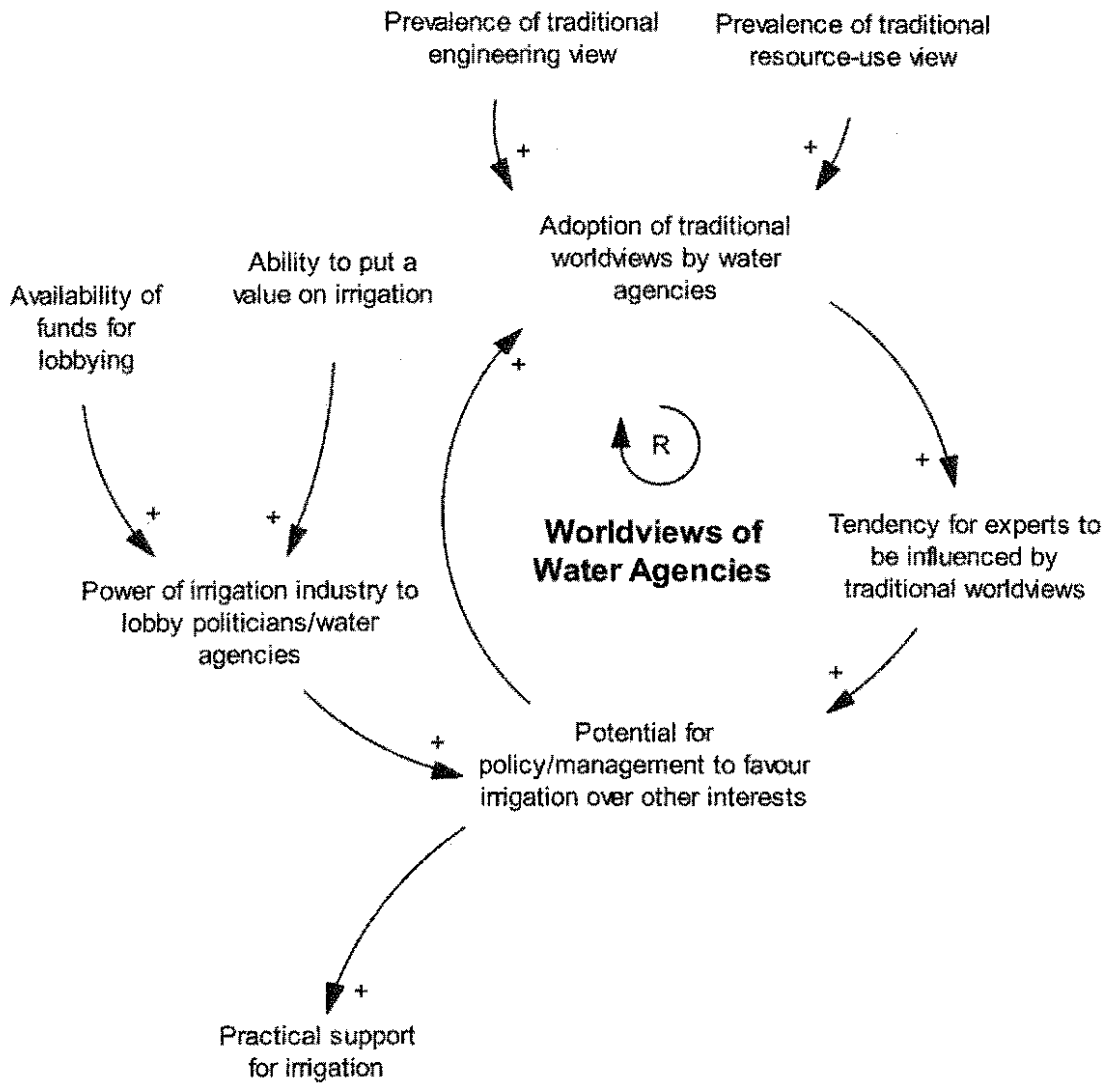 Prevalence of traditional
engineering view
Prevalence of traditional
resource-use view
+
+
Adoption of traditional
worldviews by water
agencies
Ability to put a
value on irrigation
Availability of
funds for
lobbying
+
R
+
Worldviews of
Water Agencies
+
+
Tendency for experts to
be influenced by
traditional worldviews
Power of irrigation industry to
lobby politicians/water
agencies
+
+
Potential for
policy/management to favour
irrigation over other interests
+
Practical support
for irrigation